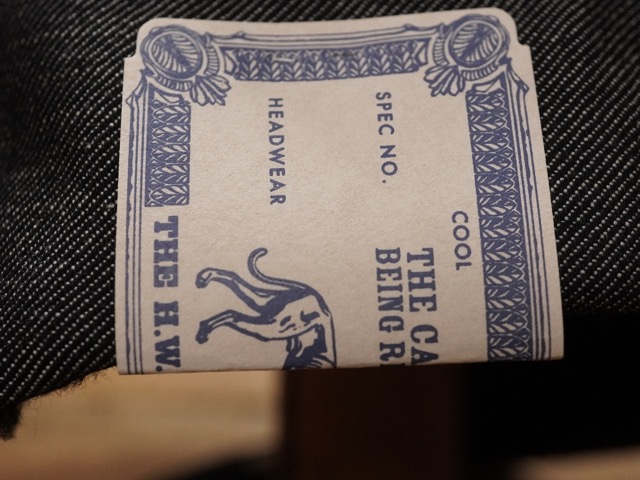 COOL
THE CA
BEING R
SPEC NO.
HEADWEAR
THE H.W.